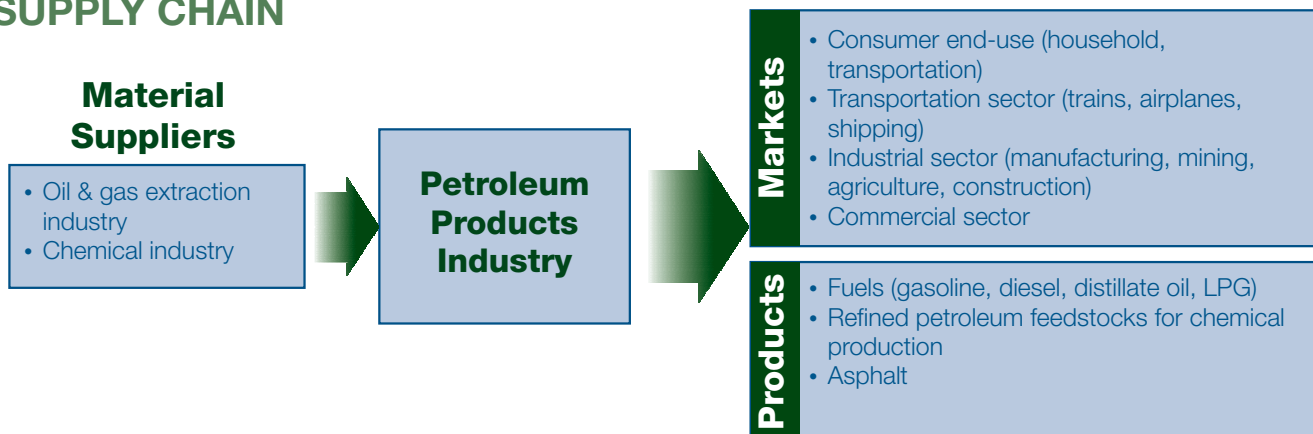 SUPPLY CHAIN
Material
Suppliers
• Oil & gas extraction
industry
• Chemical industry
Petroleum
Products
Industry
Markets
• Consumer end-use (household,
transportation)
• Transportation sector (trains, airplanes,
shipping)
• Industrial sector (manufacturing, mining,
agriculture, construction)
• Commercial sector
Products
• Fuels (gasoline, diesel, distillate oil, LPG)
• Refined petroleum feedstocks for chemical
production
• Asphalt